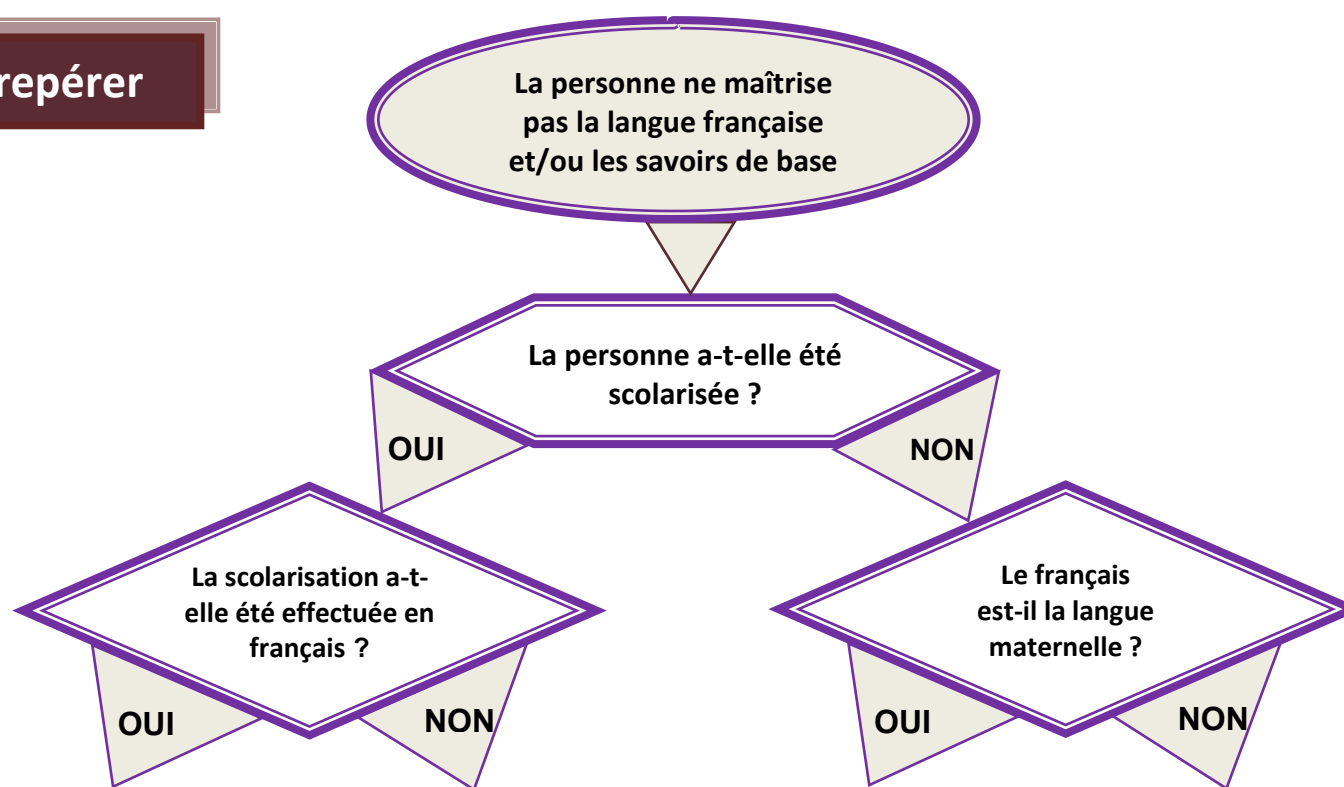 repérer
La personne ne maîtrise
pas la langue française
et/ou les savoirs de base
La personne a-t-elle été
scolarisée ?
OUI
NON
La scolarisation a-t-
elle été effectuée en
français ?
Le français
est-il la langue
maternelle ?
OUI
NON
OUI
NON